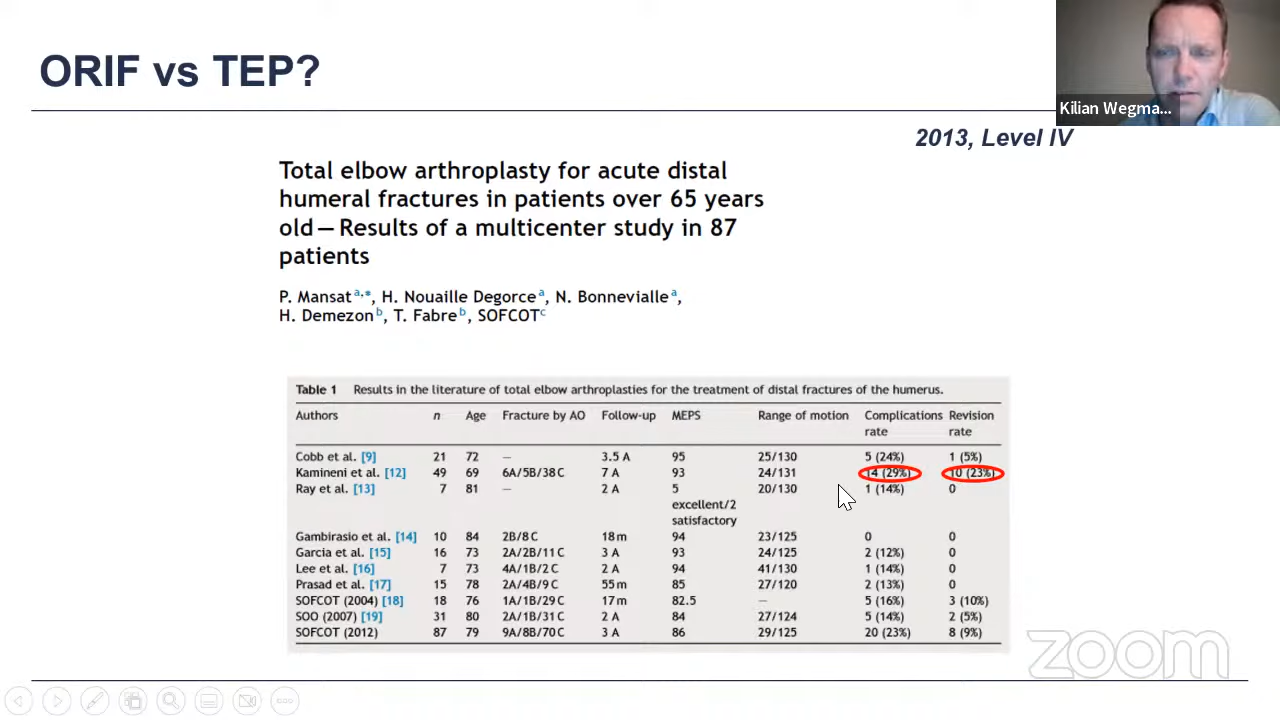 ORIF vs TEP?
Kilian Wegma...
2013, Level IV
Total elbow arthroplasty for acute distal
humeral fractures in patients over 65 years
old — Results of a multicenter study in 87
patients
P. Mansat a,*, H. Nouaille Degorce a, N. Bonnevialle a,
H. Demezon b, T. Fabre b, SOFCOT c
Table 1 Results in the literature of total elbow arthroplasties for the treatment of distal fractures of the humerus.
Authors n Age Fracture by AO Follow-up MEPS Range of motion Complications rate Revision rate
Cobb et al. [9] 21 72 — 3.5 A 95 25/130 5 (24%) 1 (5%)
Kamineni et al. [12] 49 69 6A/5B/38C 7 A 93 24/131 14 (29%) 10 (23%)
Ray et al. [13] 7 81 — 2 A 5 excellent/2 satisfactory 20/130 1 (14%) 0
Gambirasio et al. [14] 10 84 2B/8C 18m 94 23/125 0 0
Garcia et al. [15] 16 73 2A/2B/11C 3 A 93 24/125 2 (12%) 0
Lee et al. [16] 7 73 4A/1B/2C 2 A 94 41/130 1 (14%) 0
Prasad et al. [17] 15 78 2A/4B/9C 55m 85 27/120 2 (13%) 0
SOFCOT (2004) [18] 18 76 1A/1B/29C 17m 82.5 — 5 (16%) 3 (10%)
SOO (2007) [19] 31 80 2A/1B/31C 2 A 84 27/124 5 (14%) 2 (5%)
SOFCOT (2012) 87 79 9A/8B/70C 3 A 86 29/125 20 (23%) 8 (9%)
zoom